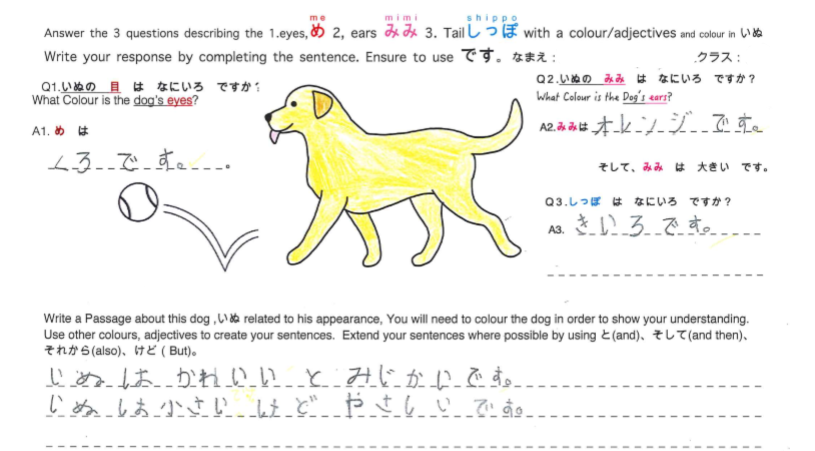 me mimi shippo
Answer the 3 questions describing the 1.eyes, め 2, ears みみ 3. Tail しっぽ with a colour/adjectives and colour in いぬ
Write your response by completing the sentence. Ensure to use です。 なまえ： クラス：
Q1.いぬの 目 は なにいろ ですか？
What Colour is the dog's eyes?
A1. め は
くろです。
Q2.いぬの みみ は なにいろ ですか？
What Colour is the Dog's ears?
A2.みみは オレンジです。
そして、みみ は 大きい です。
Q3.しっぽ は なにいろ ですか？
A3. きいろです。
Write a Passage about this dog ,いぬ related to his appearance, You will need to colour the dog in order to show your understanding.
Use other colours, adjectives to create your sentences. Extend your sentences where possible by using と(and)、そして(and then)、
それから(also)、けど ( But)。
いぬ は かわいい と みじかいです。
いぬ は 小さい けど やさしい です。